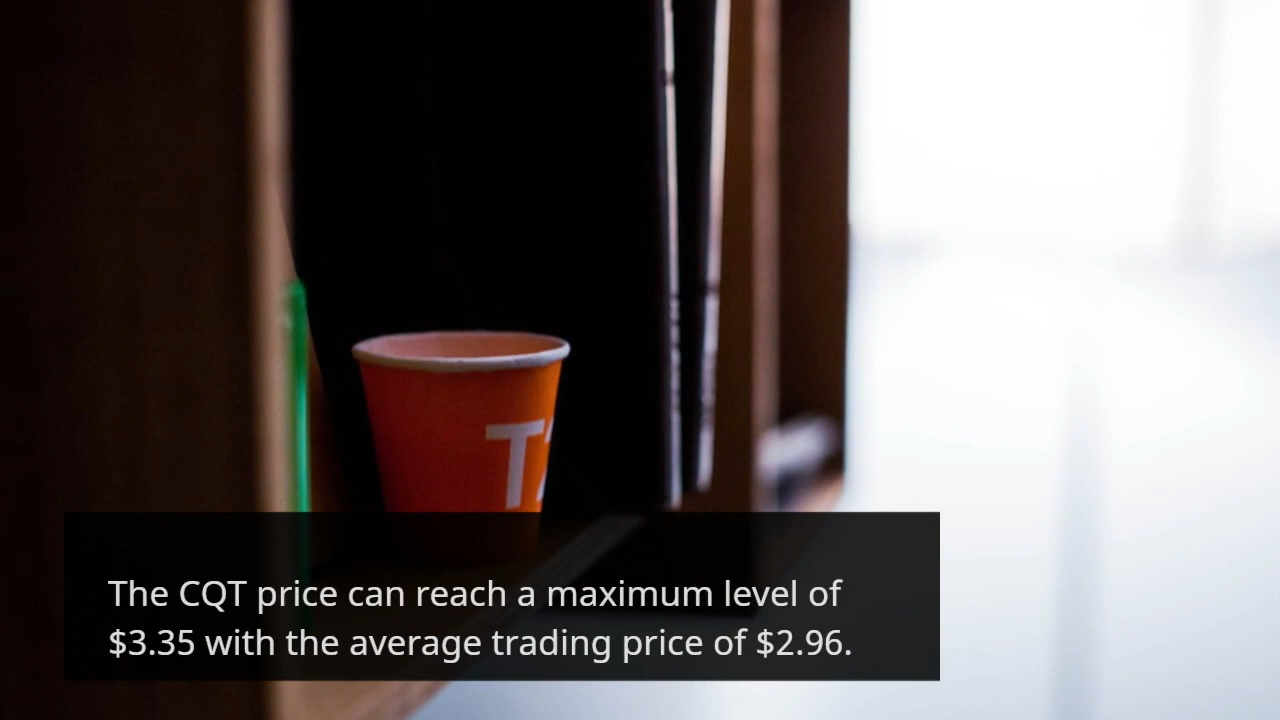 T
The CQT price can reach a maximum level of
$3.35 with the average trading price of $2.96.